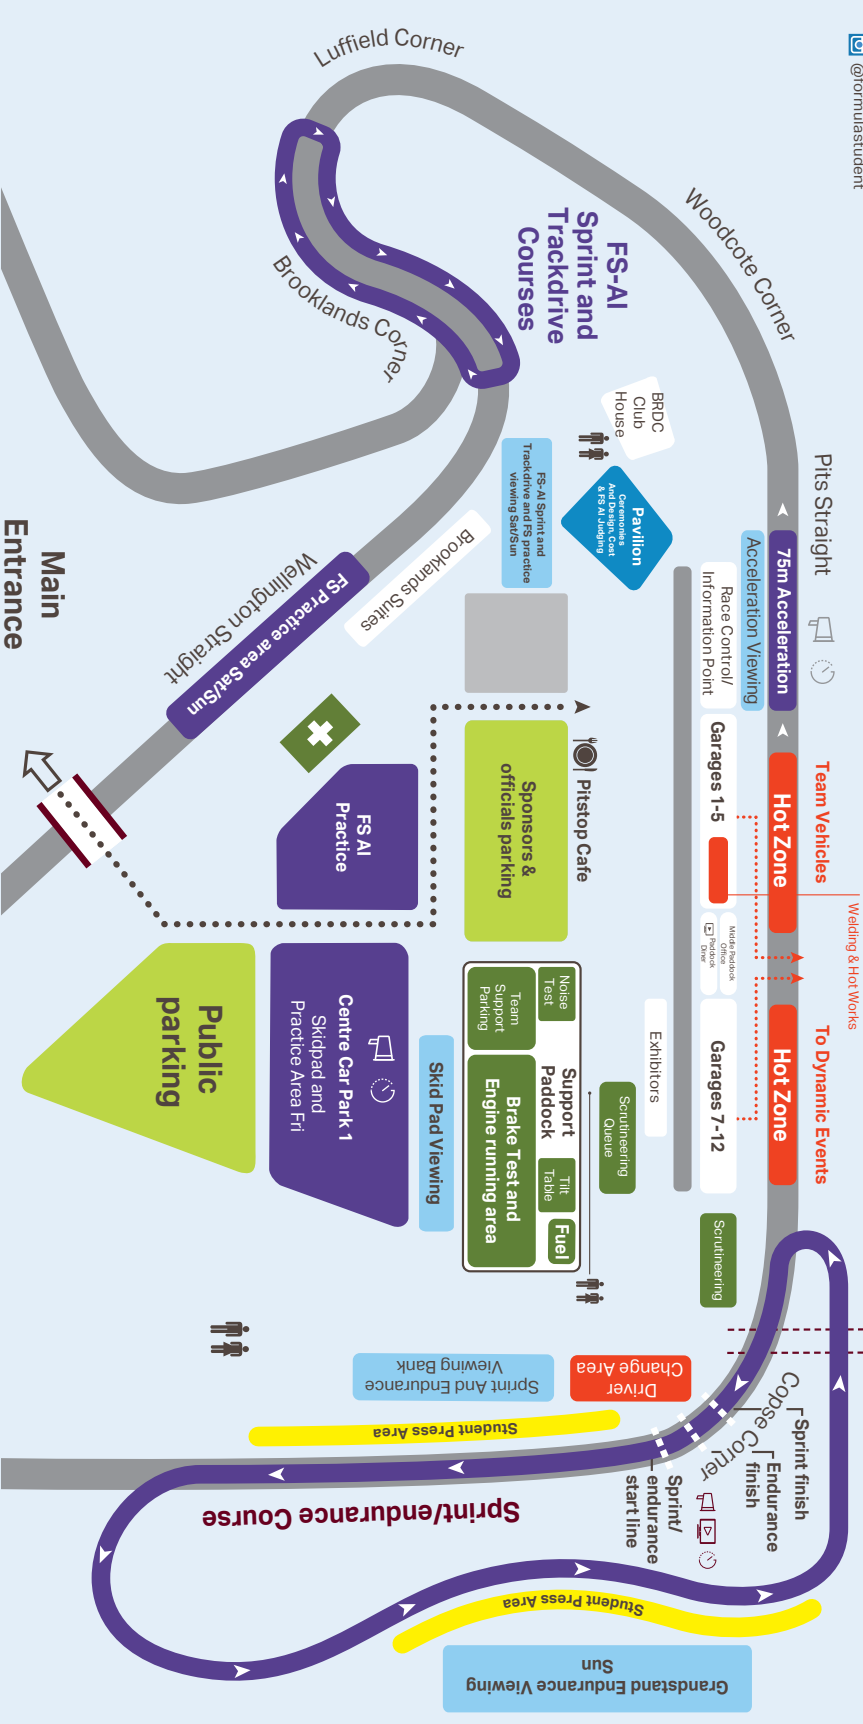 @formulastudent
Luffield Corner
Woodcote Corner
Brooklands Corner
FS-AI
Sprint and
Trackdrive
Courses
BRDC
Club
House
Pavilion
Ceremonies
And Design, Cost
& FS AI Judging
FS-AI Sprint and
Trackdrive and FS practice
viewing Sat/Sun
Brooklands Suites
Wellington Straight
FS Practice area Sat/Sun
Main
Entrance
Pits Straight
75m Acceleration
Acceleration Viewing
Race Control/
Information Point
Team Vehicles
Hot Zone
Garages 1-5
Welding & Hot Works
Middle Paddock
Office
Paddock
Diner
To Dynamic Events
Hot Zone
Garages 7-12
Pitstop Cafe
Sponsors &
officials parking
FS AI
Practice
Exhibitors
Scrutineering
Queue
Scrutineering
Noise
Test
Team
Support
Parking
Support
Paddock
Tilt
Table
Fuel
Brake Test and
Engine running area
Skid Pad Viewing
Centre Car Park 1
Skidpad and
Practice Area Fri
Public
parking
Driver
Change Area
Sprint And Endurance
Viewing Bank
Student Press Area
Copse Corner
Sprint finish
Endurance
finish
Sprint/
endurance
start line
Sprint/endurance Course
Student Press Area
Grandstand Endurance Viewing
Sun